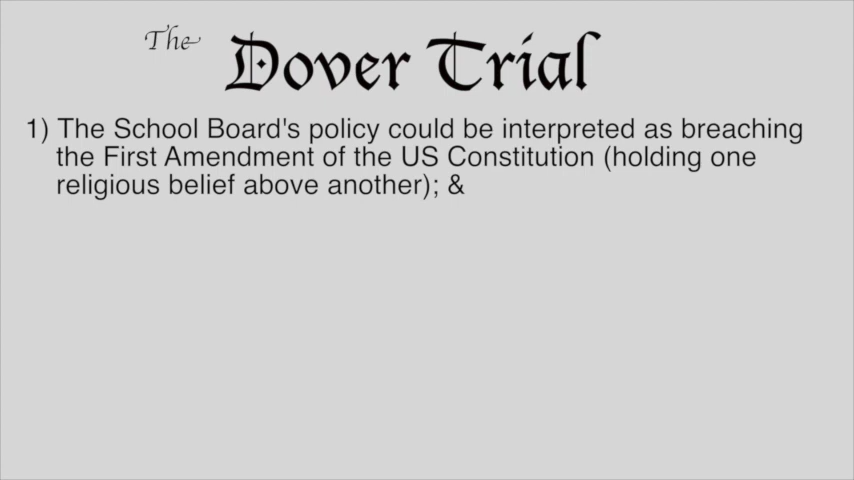 The Dover Trial
1) The School Board's policy could be interpreted as breaching
the First Amendment of the US Constitution (holding one
religious belief above another); &